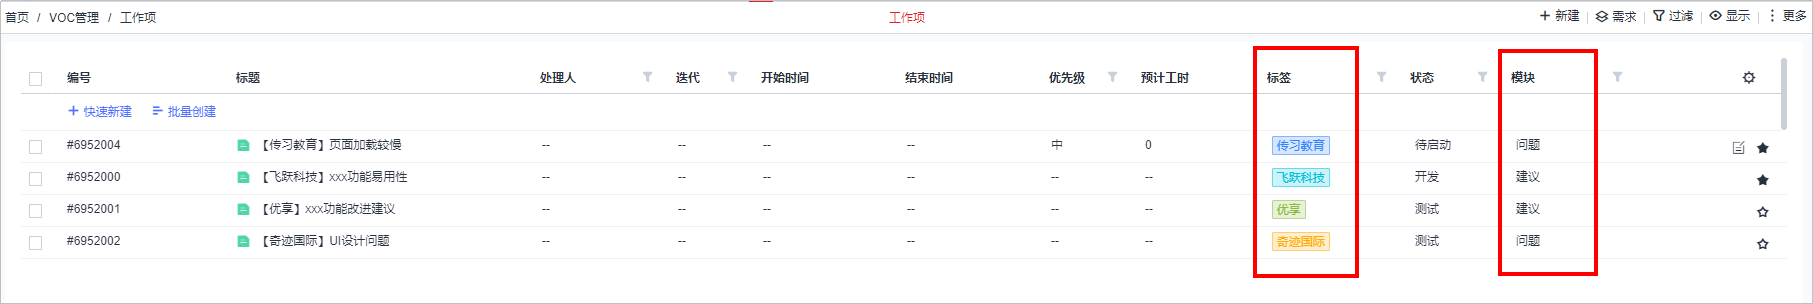 首页 / VOC管理 / 工作项 工作项 新建 需求 过滤 显示 更多
编号 标题 处理人 迭代 开始时间 结束时间 优先级 预计工时 标签 状态 模块
快速新建 批量创建
#6952004 【传习教育】页面加载较慢 -- -- -- -- 中 0 传习教育 待启动 问题
#6952000 【飞跃科技】xxx功能易用性 -- -- -- -- -- -- 飞跃科技 开发 建议
#6952001 【优享】xxx功能改进建议 -- -- -- -- -- -- 优享 测试 建议
#6952002 【奇迹国际】UI设计问题 -- -- -- -- -- -- 奇迹国际 测试 问题